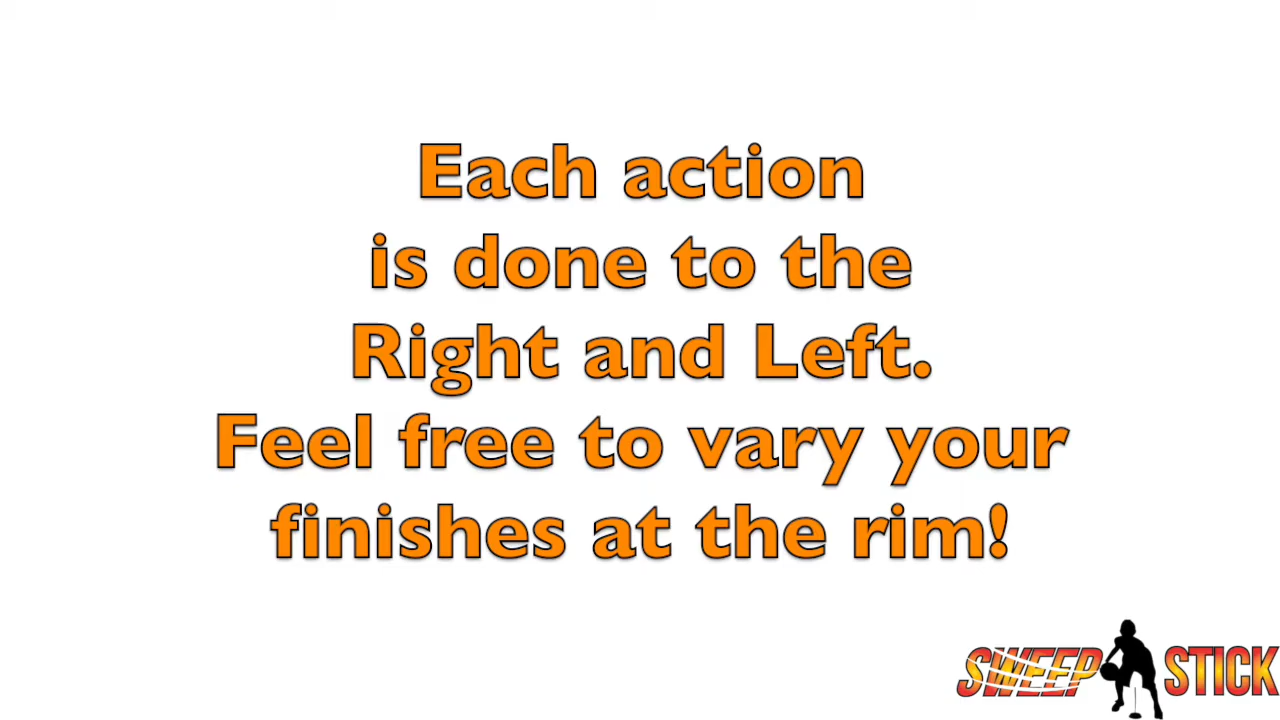 Each action
is done to the
Right and Left.
Feel free to vary your
finishes at the rim!
SWEEP STICK